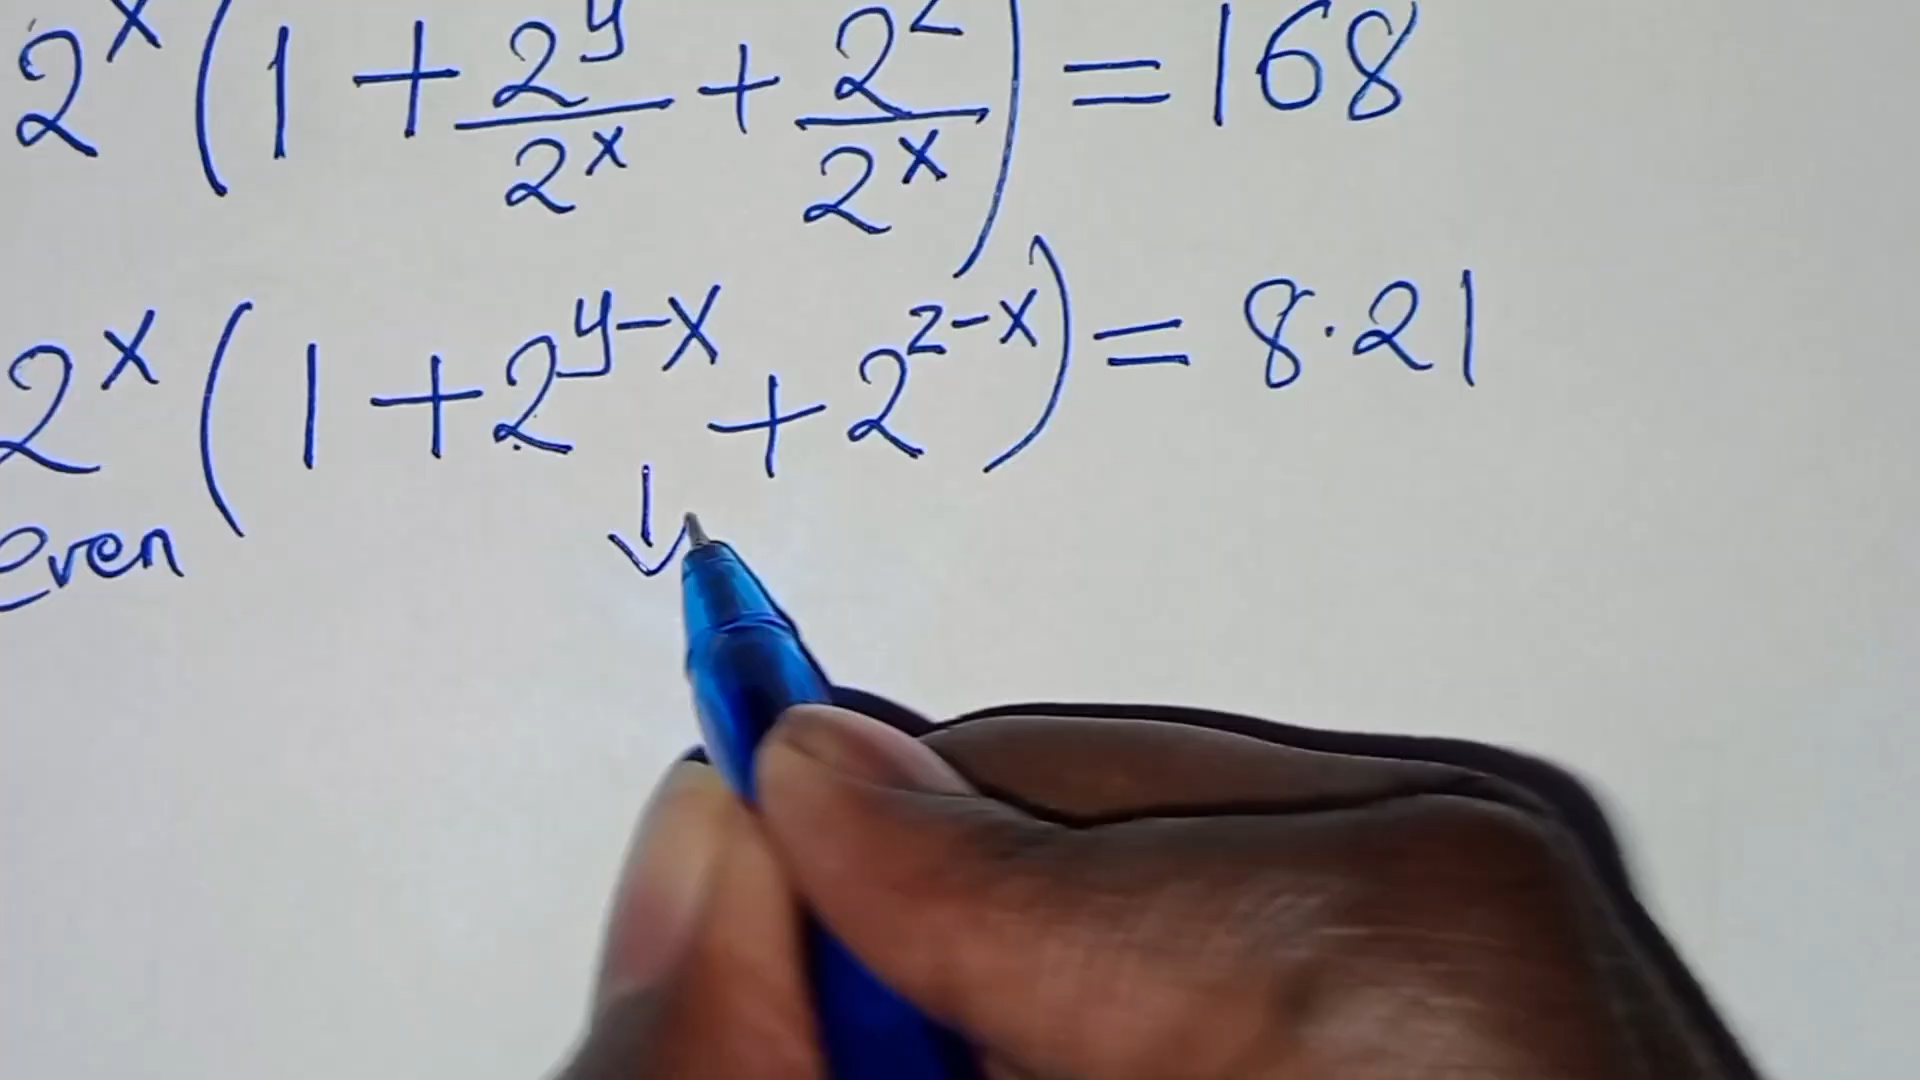 2^x (1 + 2^y/2^x + 2^z/2^x) = 168
2^x (1 + 2^(y-x) + 2^(z-x)) = 8·21
even